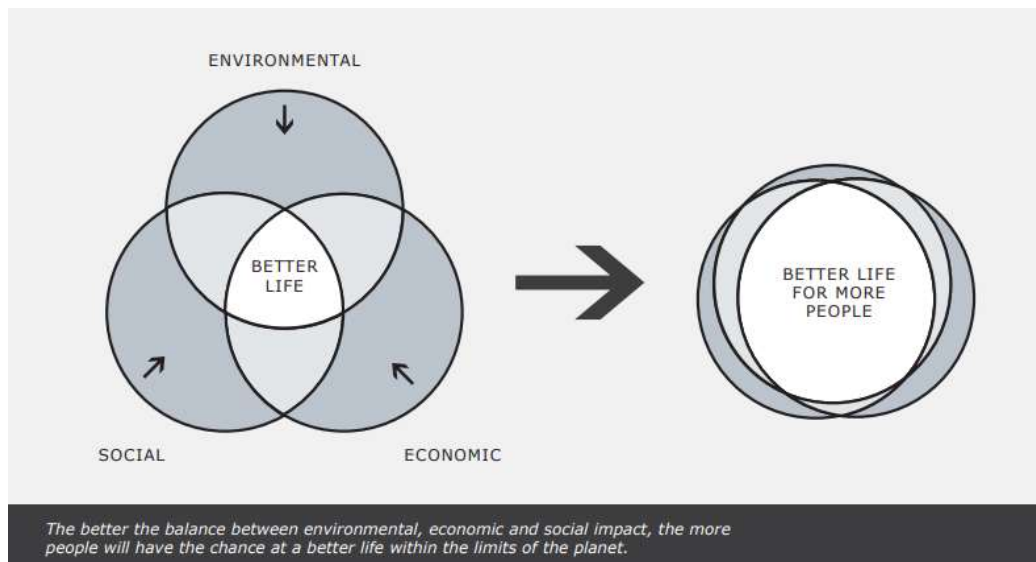 ENVIRONMENTAL
BETTER
LIFE
SOCIAL
ECONOMIC
BETTER LIFE
FOR MORE
PEOPLE
The better the balance between environmental, economic and social impact, the more
people will have the chance at a better life within the limits of the planet.